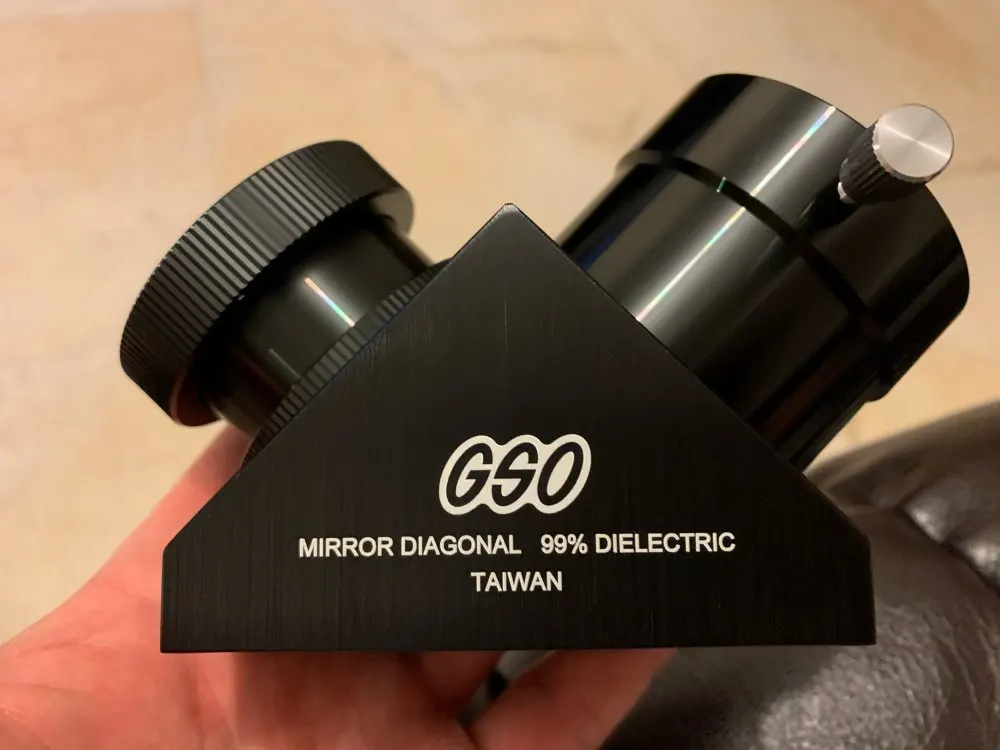 GSO
MIRROR DIAGONAL 99% DIELECTRIC
TAIWAN